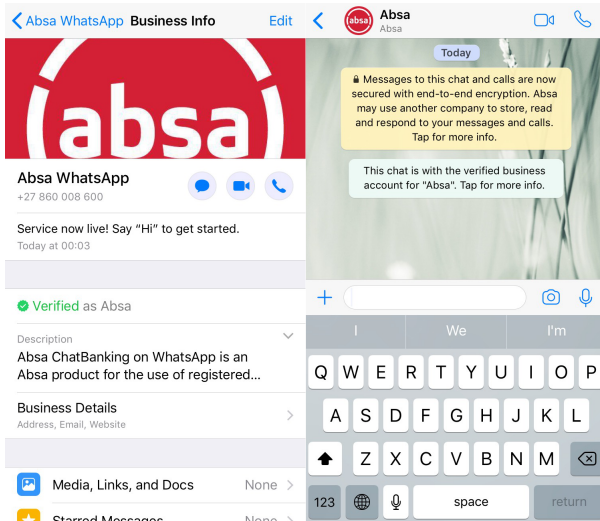 Absa WhatsApp Business Info Edit
absa
Absa WhatsApp
+27 860 008 600
Service now live! Say “Hi” to get started.
Today at 00:03
Verified as Absa
Description
Absa ChatBanking on WhatsApp is an
Absa product for the use of registered...
Business Details
Address, Email, Website
Media, Links, and Docs None
Starred Messages None
absa
Absa
Absa
Today
Messages to this chat and calls are now
secured with end-to-end encryption. Absa
may use another company to store, read
and respond to your messages and calls.
Tap for more info.
This chat is with the verified business
account for "Absa". Tap for more info.
I We I'm
Q W E R T Y U I O P
A S D F G H J K L
Z X C V B N M
123 space return